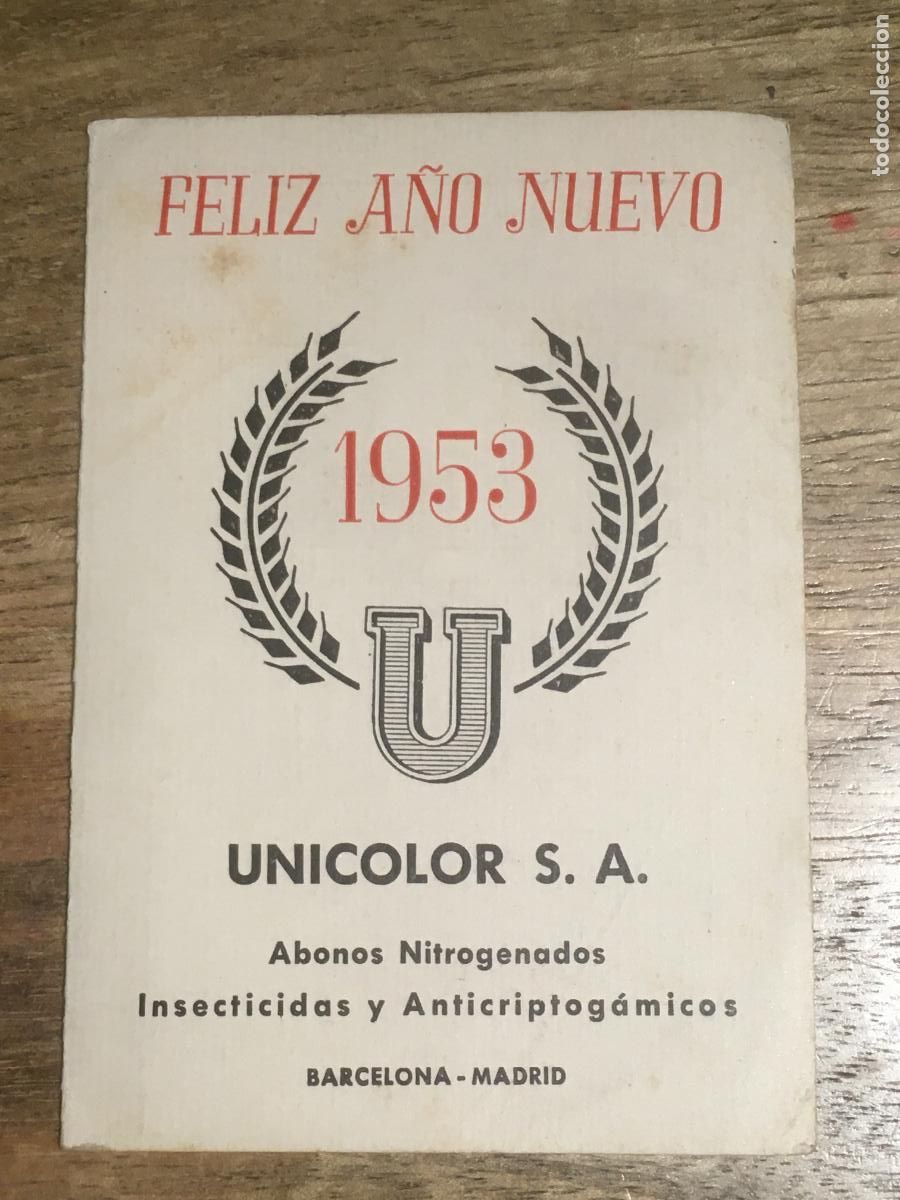 FELIZ AÑO NUEVO
1953
U
UNICOLOR S. A.
Abonos Nitrogenados
Insecticidas y Anticriptogámicos
BARCELONA - MADRID
todocoleccion